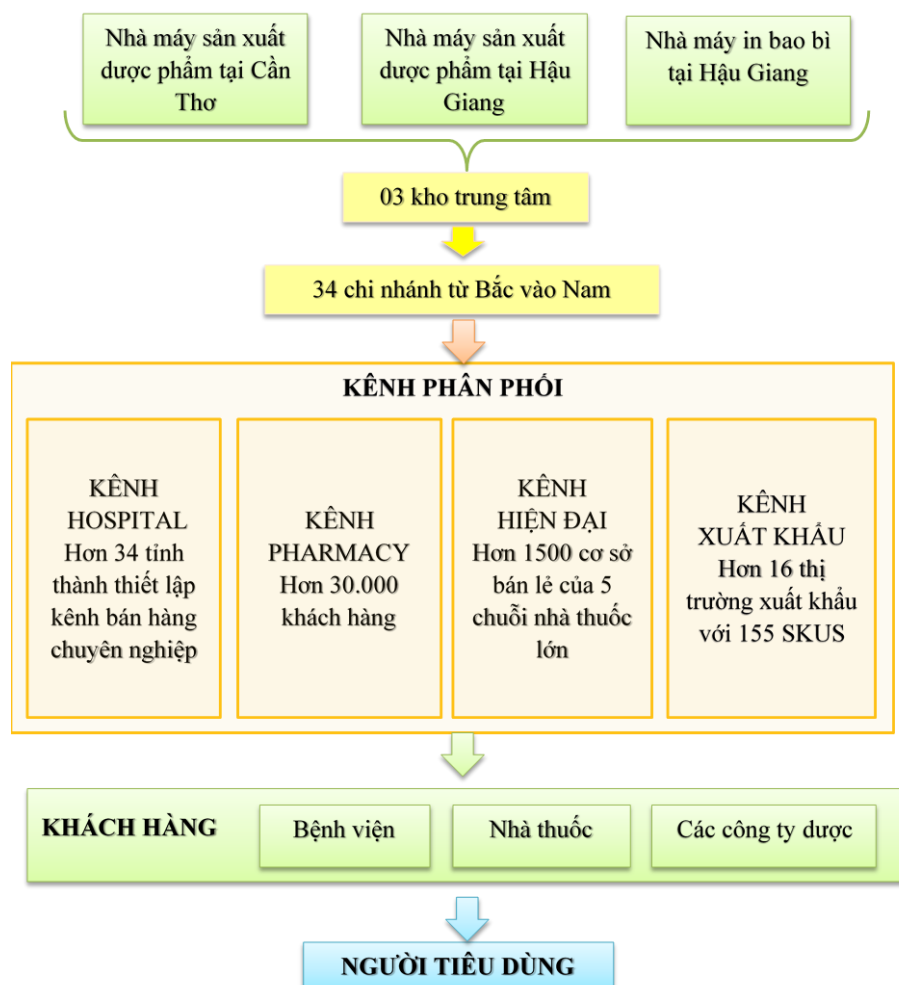 Nhà máy sản xuất
dược phẩm tại Cần
Thơ
Nhà máy sản xuất
dược phẩm tại Hậu
Giang
Nhà máy in bao bì
tại Hậu Giang
03 kho trung tâm
34 chi nhánh từ Bắc vào Nam
KÊNH PHÂN PHỐI
KÊNH
HOSPITAL
Hơn 34 tỉnh
thành thiết lập
kênh bán hàng
chuyên nghiệp
KÊNH
PHARMACY
Hơn 30.000
khách hàng
KÊNH
HIỆN ĐẠI
Hơn 1500 cơ sở
bán lẻ của 5
chuỗi nhà thuốc
lớn
KÊNH
XUẤT KHẨU
Hơn 16 thị
trường xuất khẩu
với 155 SKUS
KHÁCH HÀNG
Bệnh viện
Nhà thuốc
Các công ty dược
NGƯỜI TIÊU DÙNG